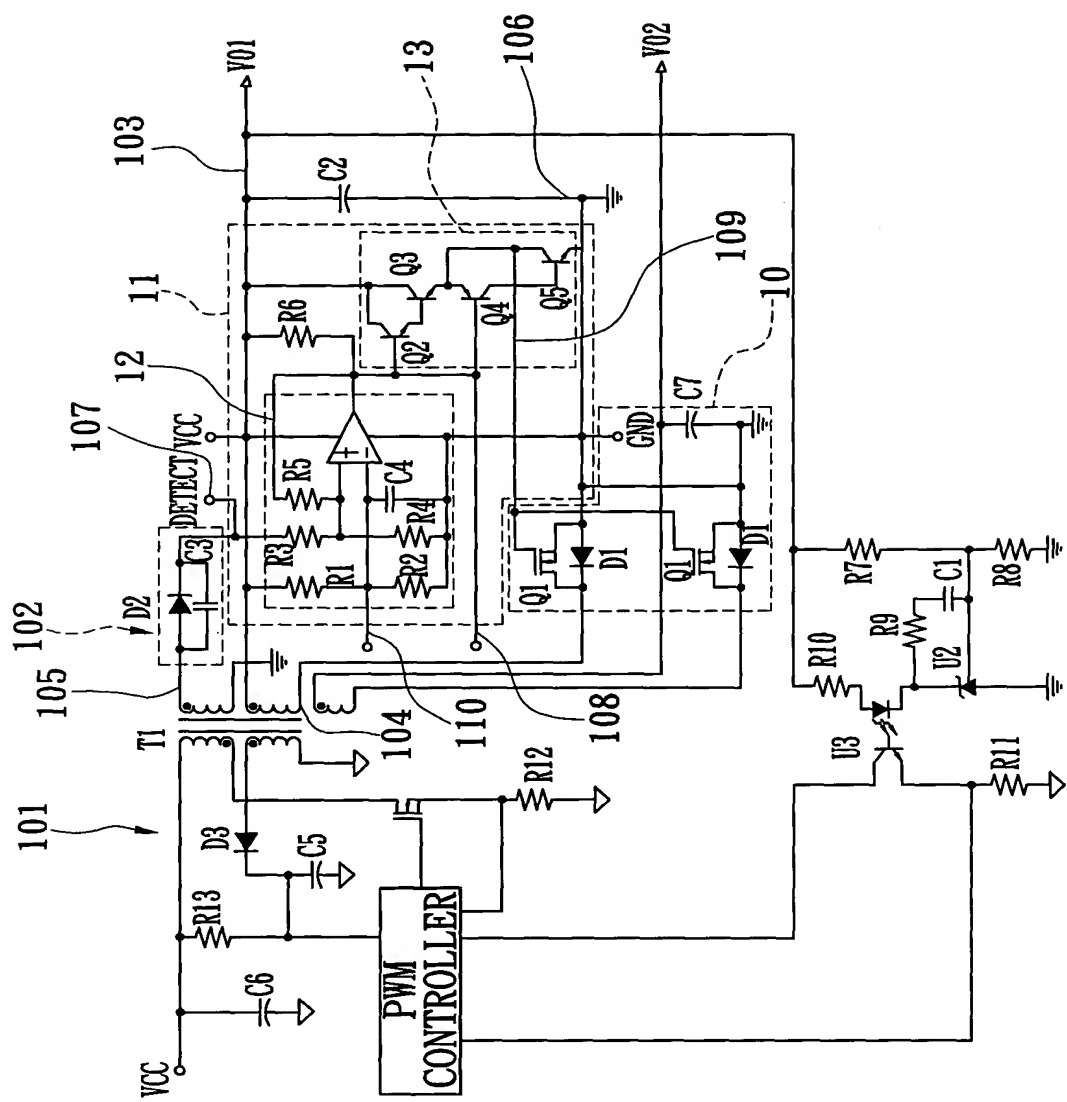 VO1
103
106
VO2
13
C2
109
11
Q3
Q4
Q5
10
R6
Q2
12
107
VCC
DETECT
R5
C4
GND
C7
C3
R3
R4
+
-
102
D2
R1
R2
Q1
D1
Q1
D1
R7
R8
C1
R9
105
R10
U2
T1
104
110
108
U3
R11
101
D3
C5
R12
R13
C6
PWM
CONTROLLER
VCC